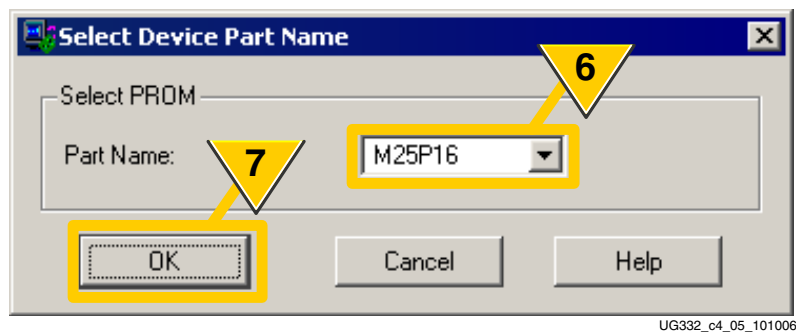 Select Device Part Name
6
Select PROM
Part Name:
7
M25P16
OK
Cancel
Help
UG332_c4_05_101006